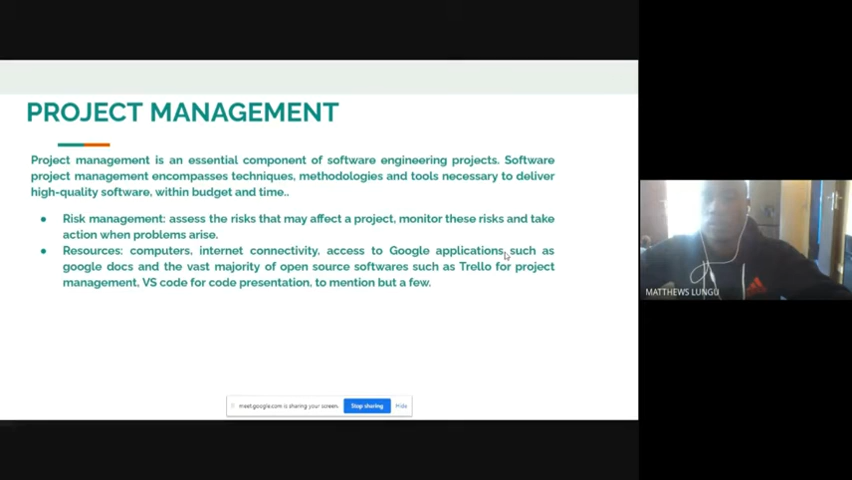 PROJECT MANAGEMENT
Project management is an essential component of software engineering projects. Software
project management encompasses techniques, methodologies and tools necessary to deliver
high-quality software, within budget and time..
● Risk management: assess the risks that may affect a project, monitor these risks and take
action when problems arise.
● Resources: computers, internet connectivity, access to Google applications, such as
google docs and the vast majority of open source softwares such as Trello for project
management, VS code for code presentation, to mention but a few.
MATTHEWS LUNGU
meet.google.com is sharing your screen. Stop sharing Hide